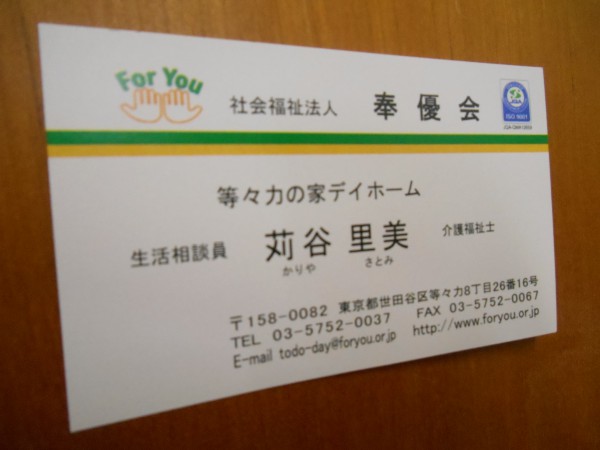 For You
社会福祉法人 奉優会
ISO 9001
等々力の家デイホーム
生活相談員 苅谷 里美 介護福祉士
かりや さとみ
〒158-0082 東京都世田谷区等々力8丁目26番16号
TEL 03-5752-0037 FAX 03-5752-0067
E-mail todo-day@foryou.or.jp http://www.foryou.or.jp